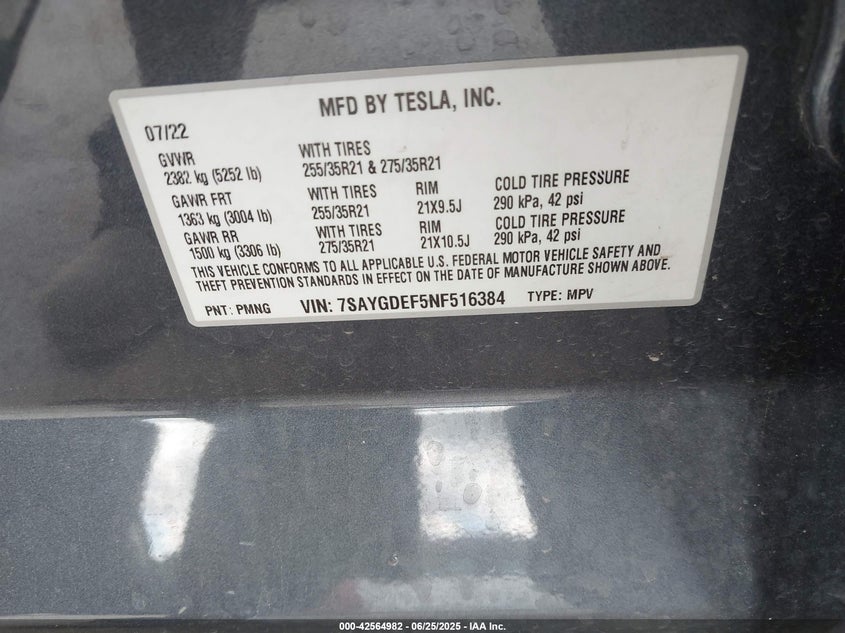 MFD BY TESLA, INC.
07/22
GVWR WITH TIRES
2382 kg (5252 lb) 255/35R21 & 275/35R21
GAWR FRT WITH TIRES RIM COLD TIRE PRESSURE
1363 kg (3004 lb) 255/35R21 21X9.5J 290 kPa, 42 psi
GAWR RR WITH TIRES RIM COLD TIRE PRESSURE
1500 kg (3306 lb) 275/35R21 21X10.5J 290 kPa, 42 psi
THIS VEHICLE CONFORMS TO ALL APPLICABLE U.S. FEDERAL MOTOR VEHICLE SAFETY AND
THEFT PREVENTION STANDARDS IN EFFECT ON THE DATE OF MANUFACTURE SHOWN ABOVE.
PNT: PMNG VIN: 7SAYGDEF5NF516384 TYPE: MPV
000-42564982 - 06/25/2025 - IAA Inc.